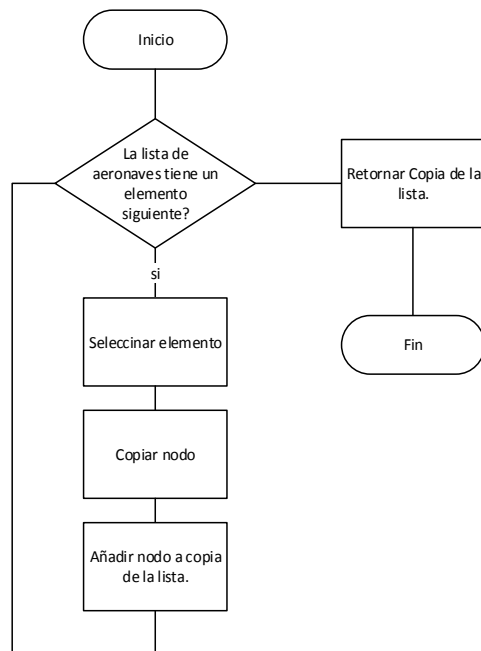 Inicio
La lista de
aeronaves tiene un
elemento
siguiente?
Retornar Copia de la
lista.
si
Seleccinar elemento
Fin
Copiar nodo
Añadir nodo a copia
de la lista.